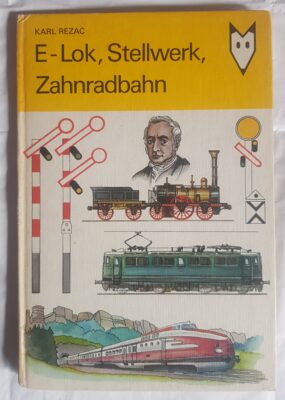 KARL REZAC
E-Lok, Stellwerk,
Zahnradbahn